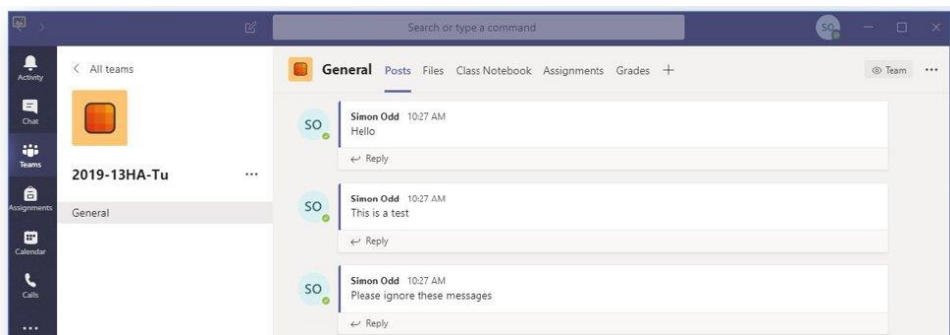 Search or type a command
SO
Activity
Chat
Teams
Assignments
Calendar
Calls
All teams
2019-13HA-Tu
General
General Posts Files Class Notebook Assignments Grades
Team
SO
Simon Odd 10:27 AM
Hello
Reply
SO
Simon Odd 10:27 AM
This is a test
Reply
SO
Simon Odd 10:27 AM
Please ignore these messages
Reply